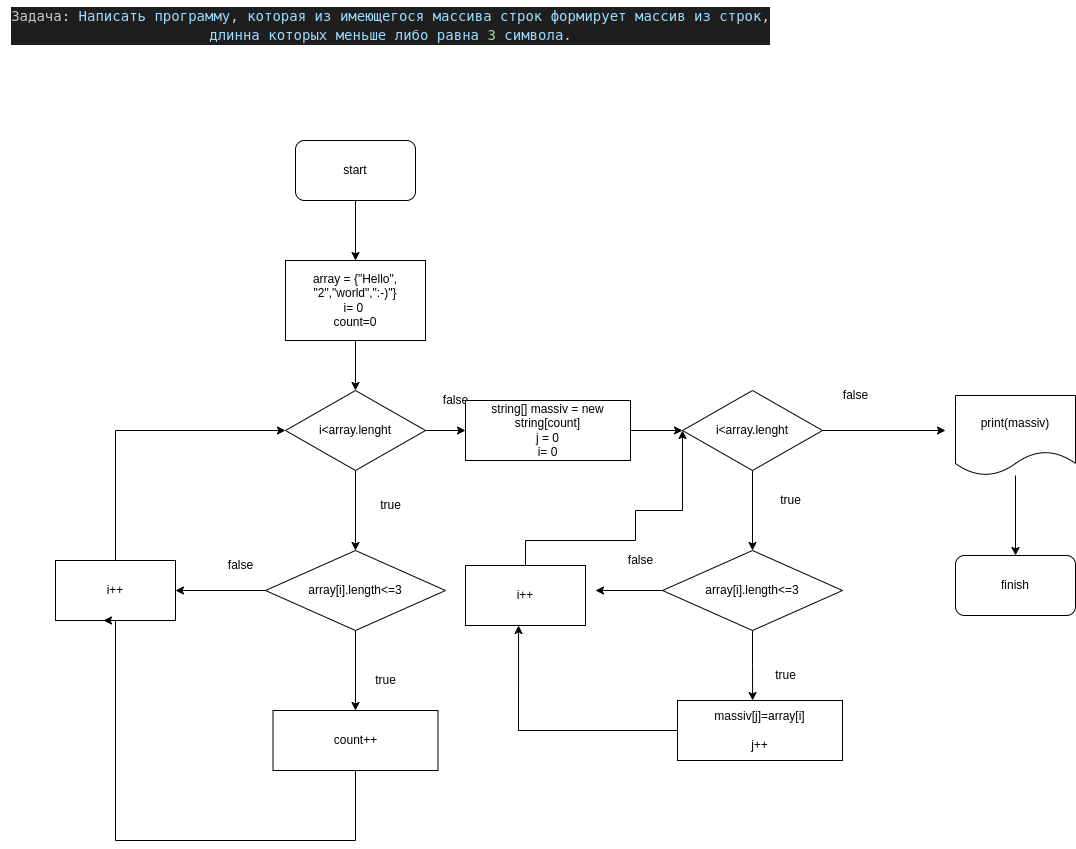 Задача: Написать программу, которая из имеющегося массива строк формирует массив из строк,
длинна которых меньше либо равна 3 символа.
start
array = {"Hello",
"2","world",":-)"}
i= 0
count=0
i<array.lenght
false
string[] massiv = new
string[count]
j = 0
i= 0
i<array.lenght
false
print(massiv)
true
true
false
array[i].length<=3
i++
false
array[i].length<=3
i++
finish
true
true
count++
massiv[j]=array[i]
j++